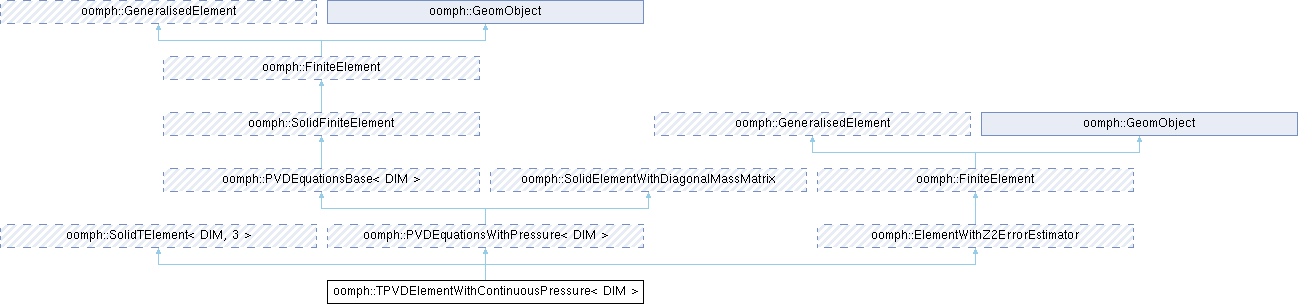 oomph::GeneralisedElement
oomph::GeomObject
oomph::FiniteElement
oomph::SolidFiniteElement
oomph::GeneralisedElement
oomph::GeomObject
oomph::PVDEquationsBase< DIM >
oomph::SolidElementWithDiagonalMassMatrix
oomph::FiniteElement
oomph::SolidTElement< DIM, 3 >
oomph::PVDEquationsWithPressure< DIM >
oomph::ElementWithZ2ErrorEstimator
oomph::TPVDElementWithContinuousPressure< DIM >